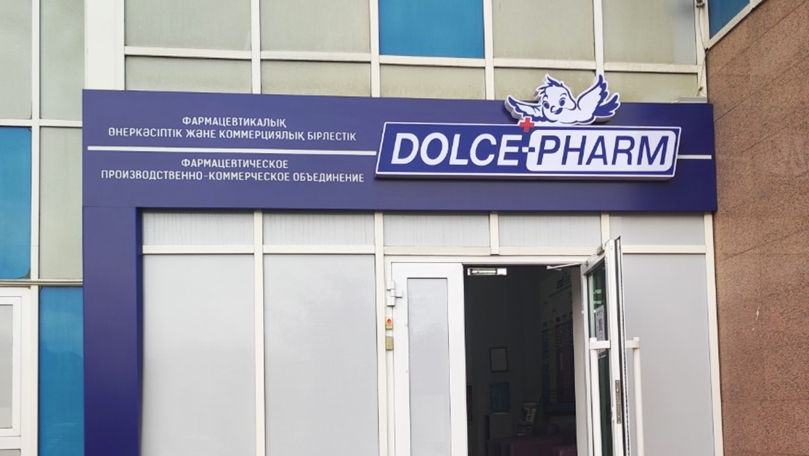 ФАРМАЦЕВТИКАЛЫҚ
ӨНЕРКӘСІПТІК ЖӘНЕ КОММЕРЦИЯЛЫҚ БІРЛЕСТІК
ФАРМАЦЕВТИЧЕСКОЕ
ПРОИЗВОДСТВЕННО-КОММЕРЧЕСКОЕ ОБЪЕДИНЕНИЕ
DOLCE-PHARM